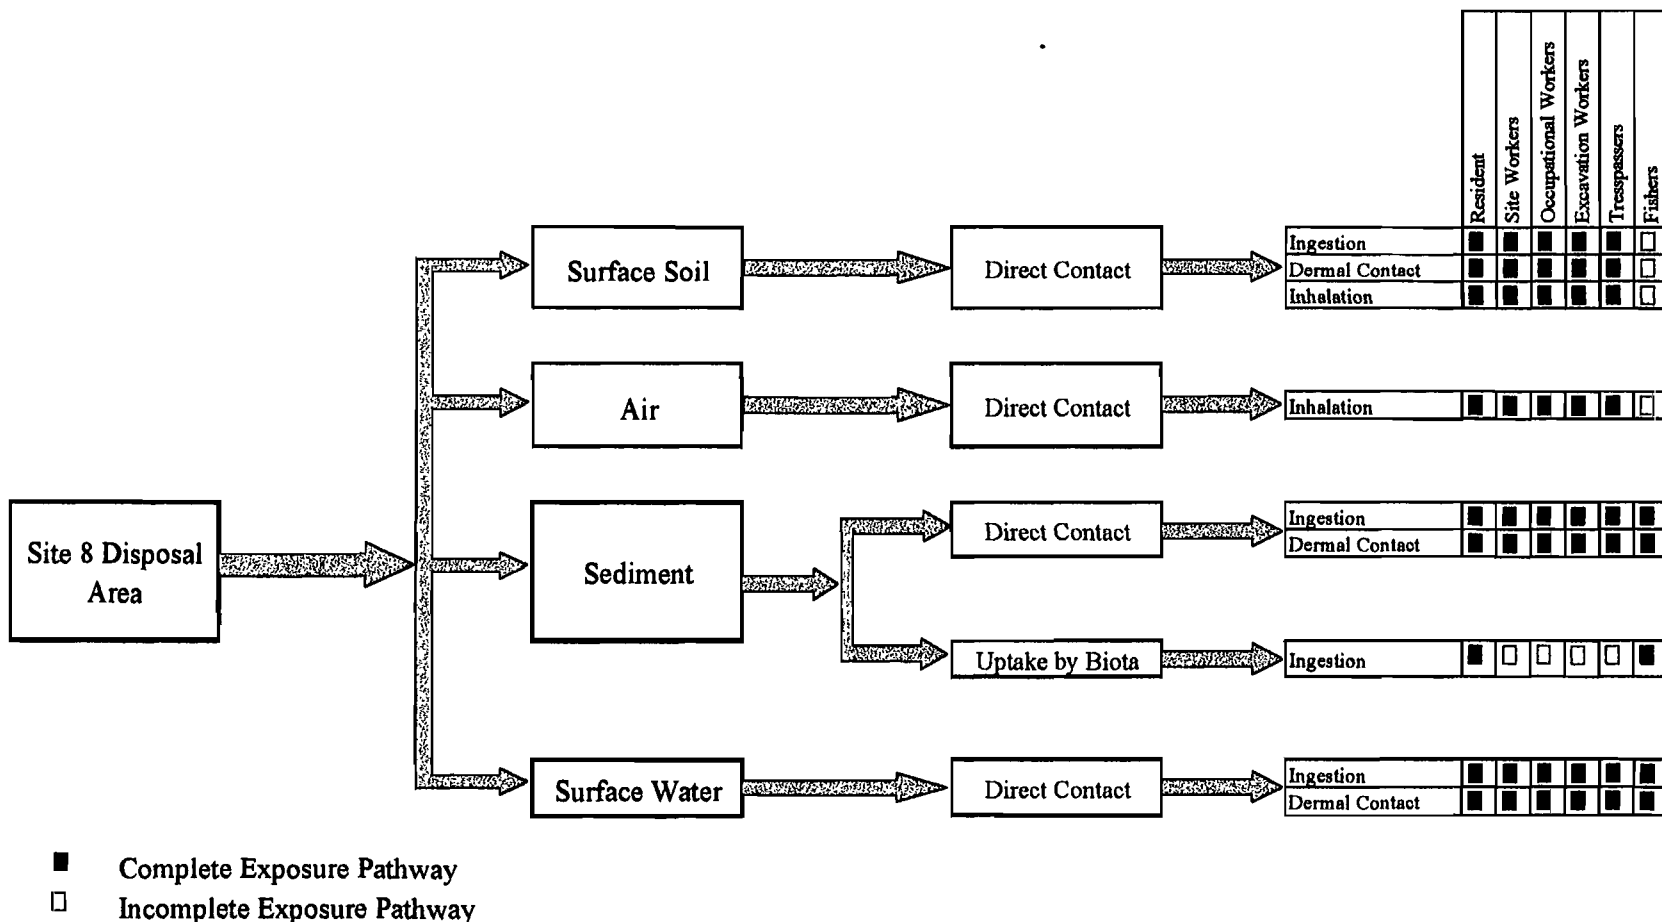 Resident
Site Workers
Occupational Workers
Excavation Workers
Tresspassers
Fishers
Surface Soil
Direct Contact
Ingestion
Dermal Contact
Inhalation
Air
Direct Contact
Inhalation
Site 8 Disposal
Area
Sediment
Direct Contact
Ingestion
Dermal Contact
Uptake by Biota
Ingestion
Surface Water
Direct Contact
Ingestion
Dermal Contact
Complete Exposure Pathway
Incomplete Exposure Pathway